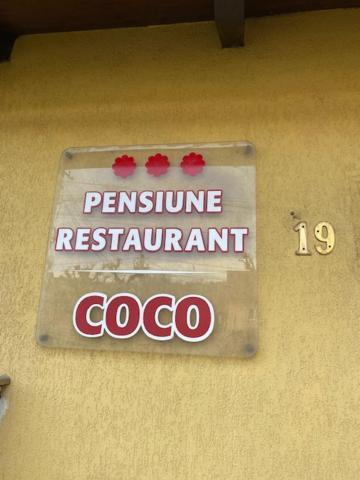 PENSIUNE
RESTAURANT
COCO
19